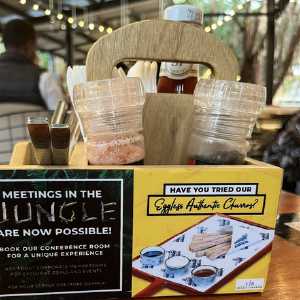 MEETINGS IN THE
JUNGLE
ARE NOW POSSIBLE!
BOOK OUR CONFERENCE ROOM
FOR A UNIQUE EXPERIENCE
HAVE YOU TRIED OUR
Eggless Authentic Churros?